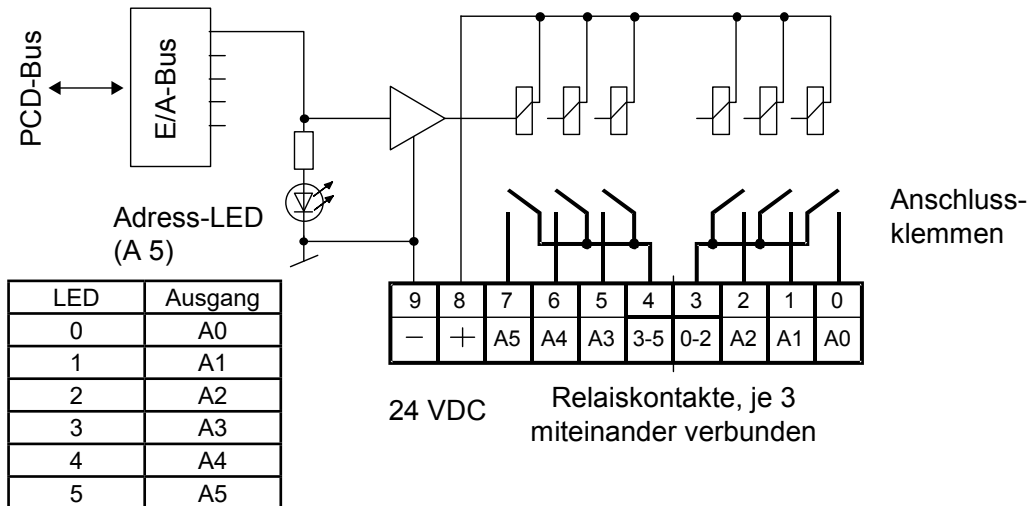 PCD-Bus
E/A-Bus
Adress-LED
(A 5)
Anschluss-
klemmen
LED Ausgang
0 A0
1 A1
2 A2
3 A3
4 A4
5 A5
9 8 7 6 5 4 3 2 1 0
− + A5 A4 A3 3-5 0-2 A2 A1 A0
24 VDC
Relaiskontakte, je 3
miteinander verbunden